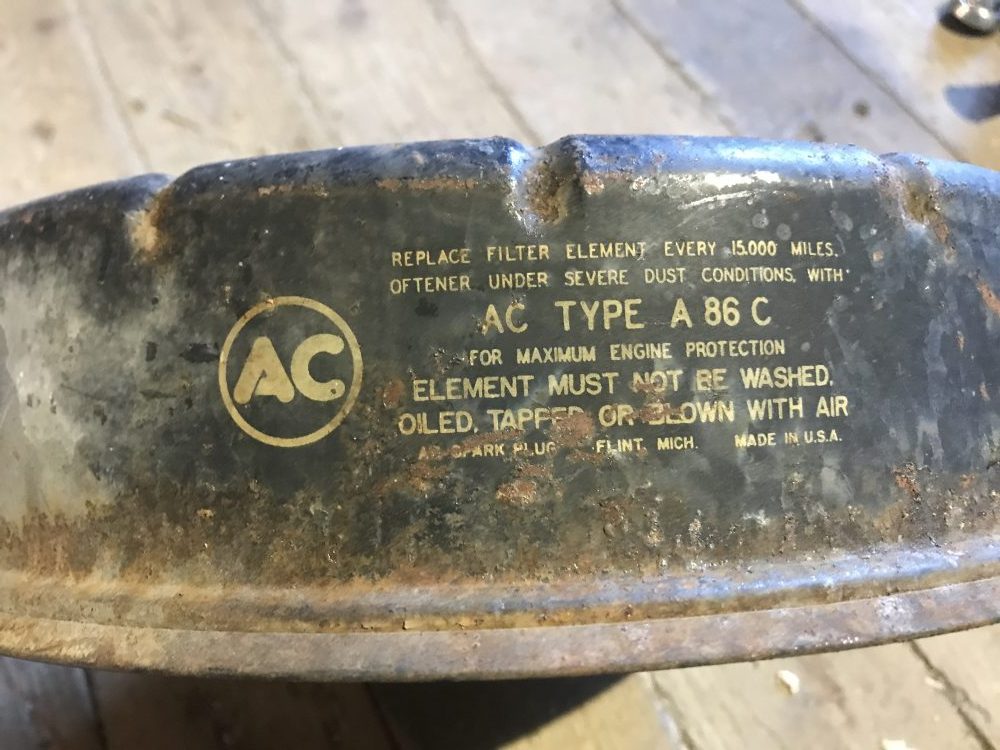 REPLACE FILTER ELEMENT EVERY 15.000 MILES,
OFTENER UNDER SEVERE DUST CONDITIONS, WITH
AC TYPE A 86 C
FOR MAXIMUM ENGINE PROTECTION
AC
ELEMENT MUST NOT BE WASHED,
OILED, TAPPED OR BLOWN WITH AIR
AC SPARK PLUG FLINT, MICH. MADE IN U.S.A.